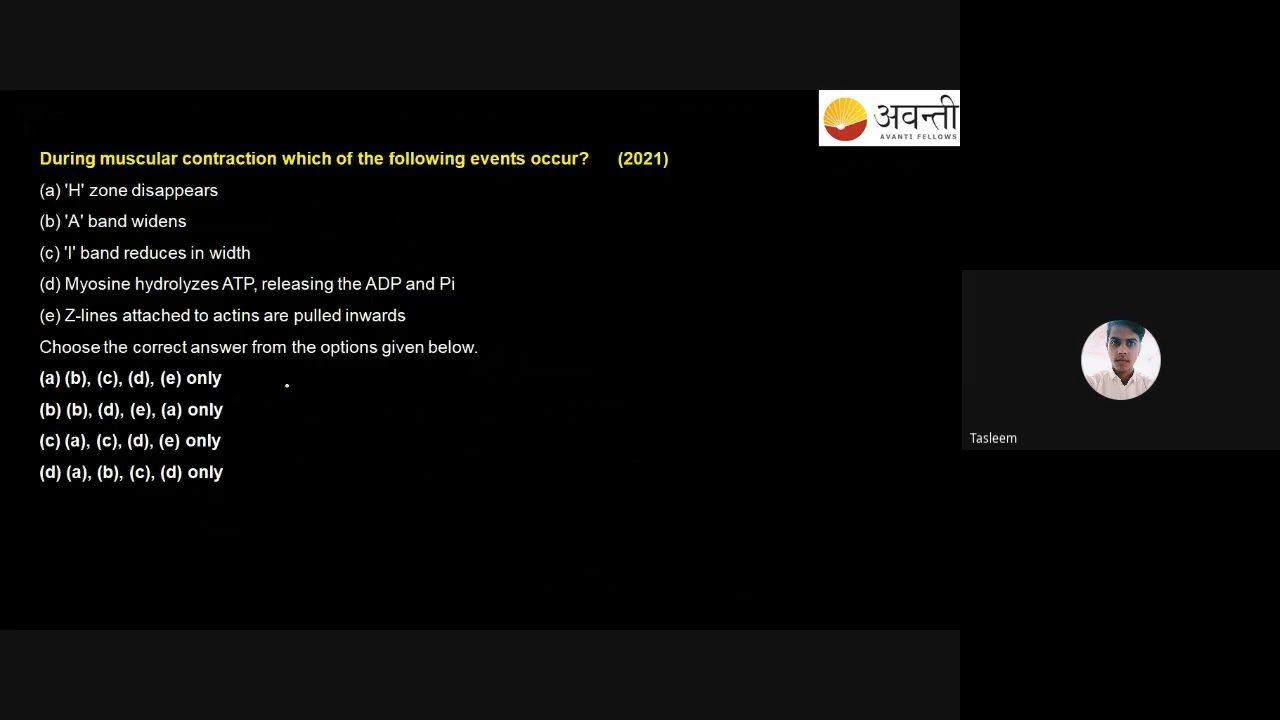 अवन्ती
AVANTI FELLOWS
During muscular contraction which of the following events occur? (2021)
(a) 'H' zone disappears
(b) 'A' band widens
(c) 'I' band reduces in width
(d) Myosine hydrolyzes ATP, releasing the ADP and Pi
(e) Z-lines attached to actins are pulled inwards
Choose the correct answer from the options given below.
(a) (b), (c), (d), (e) only
(b) (b), (d), (e), (a) only
(c) (a), (c), (d), (e) only
(d) (a), (b), (c), (d) only
Tasleem